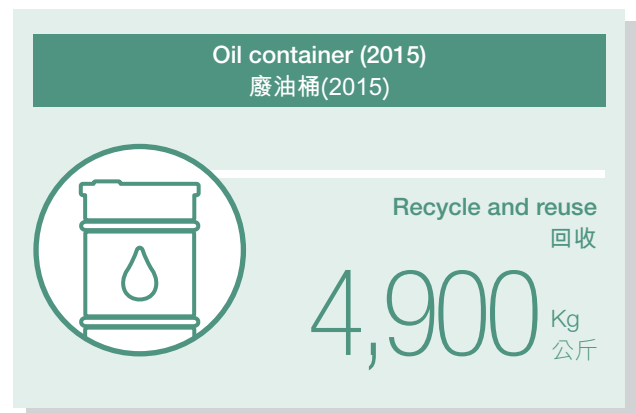 Oil container (2015)
廢油桶(2015)
Recycle and reuse
回收
4,900 Kg
公斤